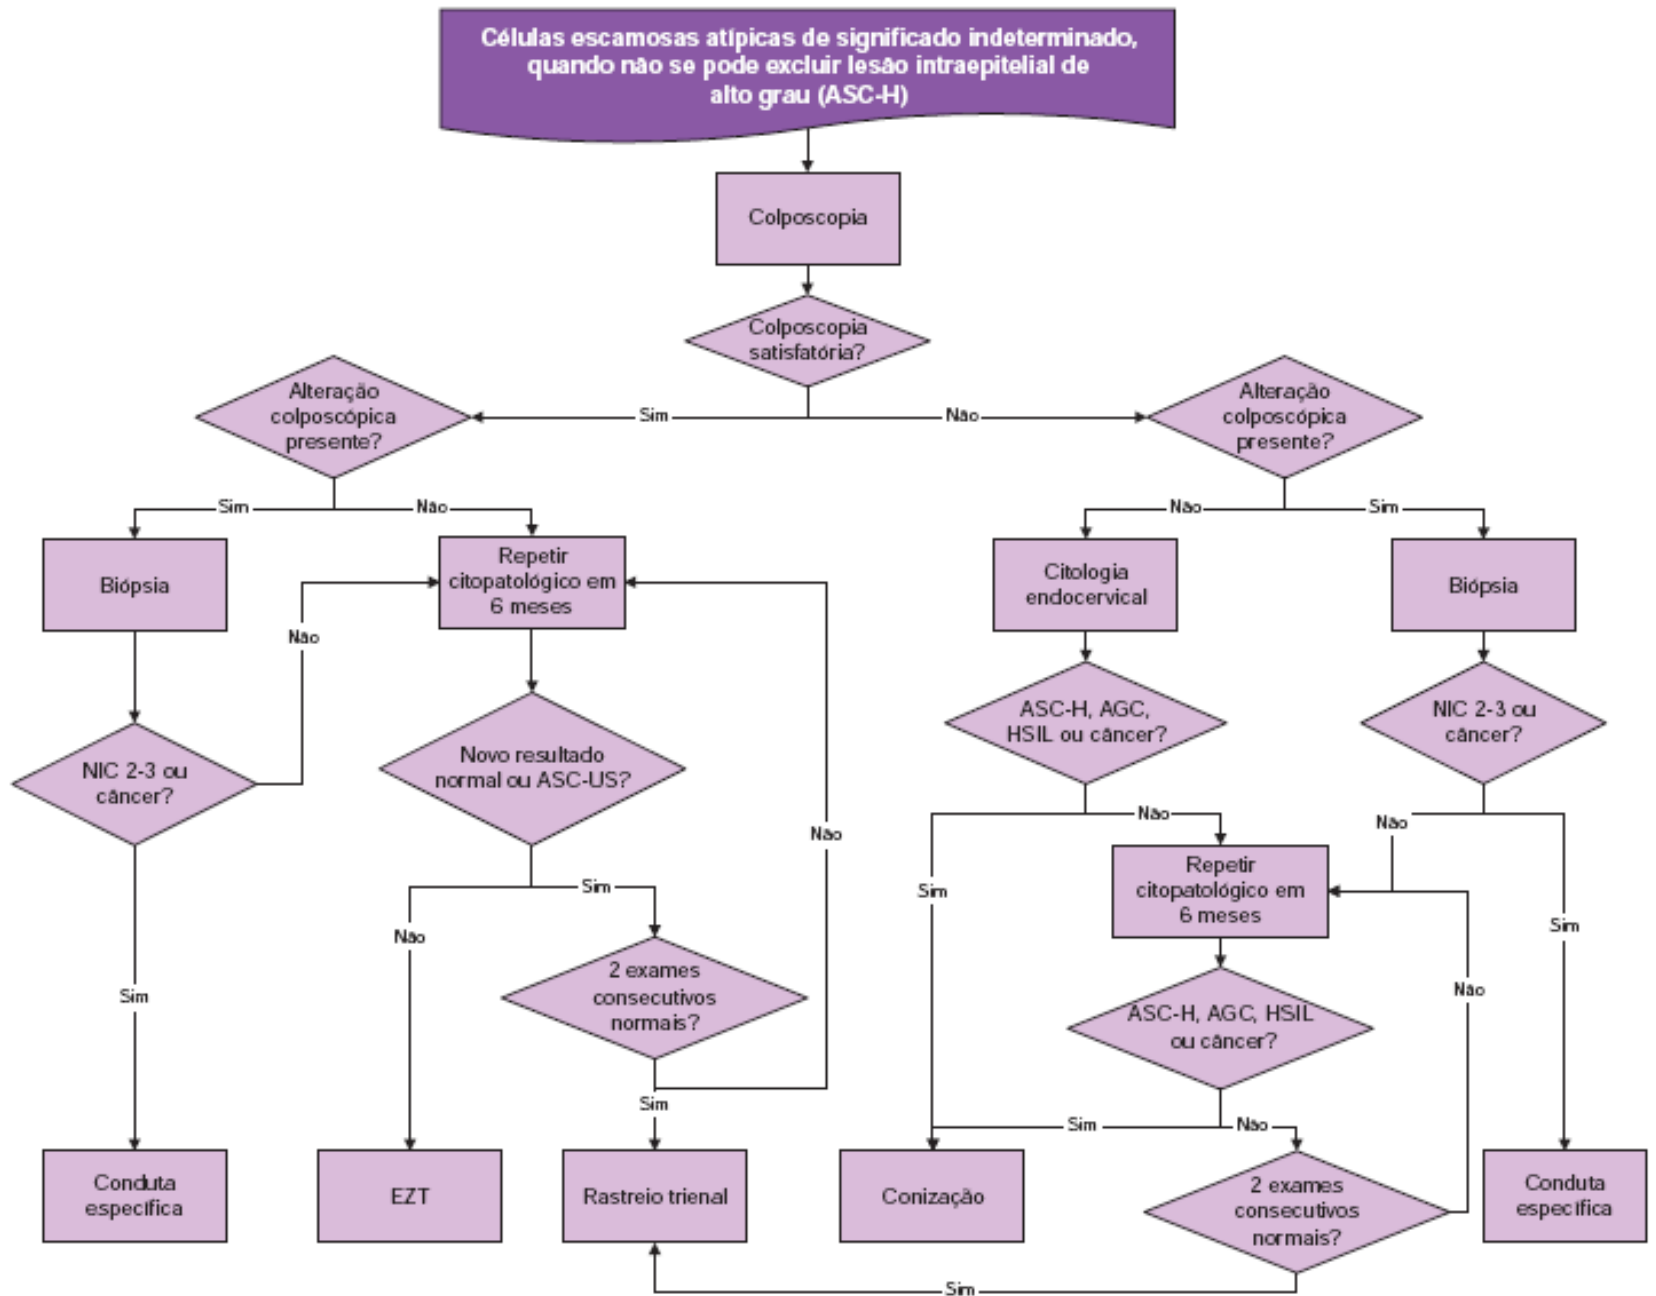 Células escamosas atípicas de significado indeterminado,
quando não se pode excluir lesão intraepitelial de
alto grau (ASC-H)
Colposcopia
Colposcopia
satisfatória?
Alteração
colposcópica
presente?
Sim
Não
Alteração
colposcópica
presente?
Sim
Não
Não
Sim
Biópsia
Repetir
citopatológico em
6 meses
Citologia
endocervical
Biópsia
Não
NIC 2-3 ou
câncer?
Novo resultado
normal ou ASC-US?
ASC-H, AGC,
HSIL ou câncer?
NIC 2-3 ou
câncer?
Não
Não
Não
Sim
Sim
Repetir
citopatológico em
6 meses
Sim
Não
Sim
2 exames
consecutivos
normais?
Não
Sim
ASC-H, AGC, HSIL
ou câncer?
Sim
Sim
Não
Conduta
específica
EZT
Rastreio trienal
Conização
2 exames
consecutivos
normais?
Conduta
específica
Sim